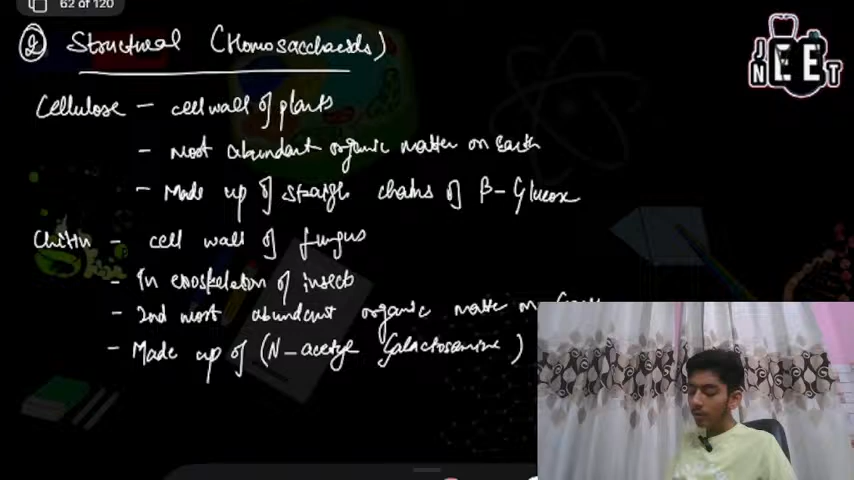 62 of 120
② Structural (Homosaccharids)
J
NEET
Cellulose - cell wall of plants
- Most abundant organic matter on Earth
- Made up of straigh chains of β-Glucose
Chitin - cell wall of fungus
- In exoskeleton of insects
- 2nd most abundant organic matter on
- Made up of (N-acetyl Galactosamine)